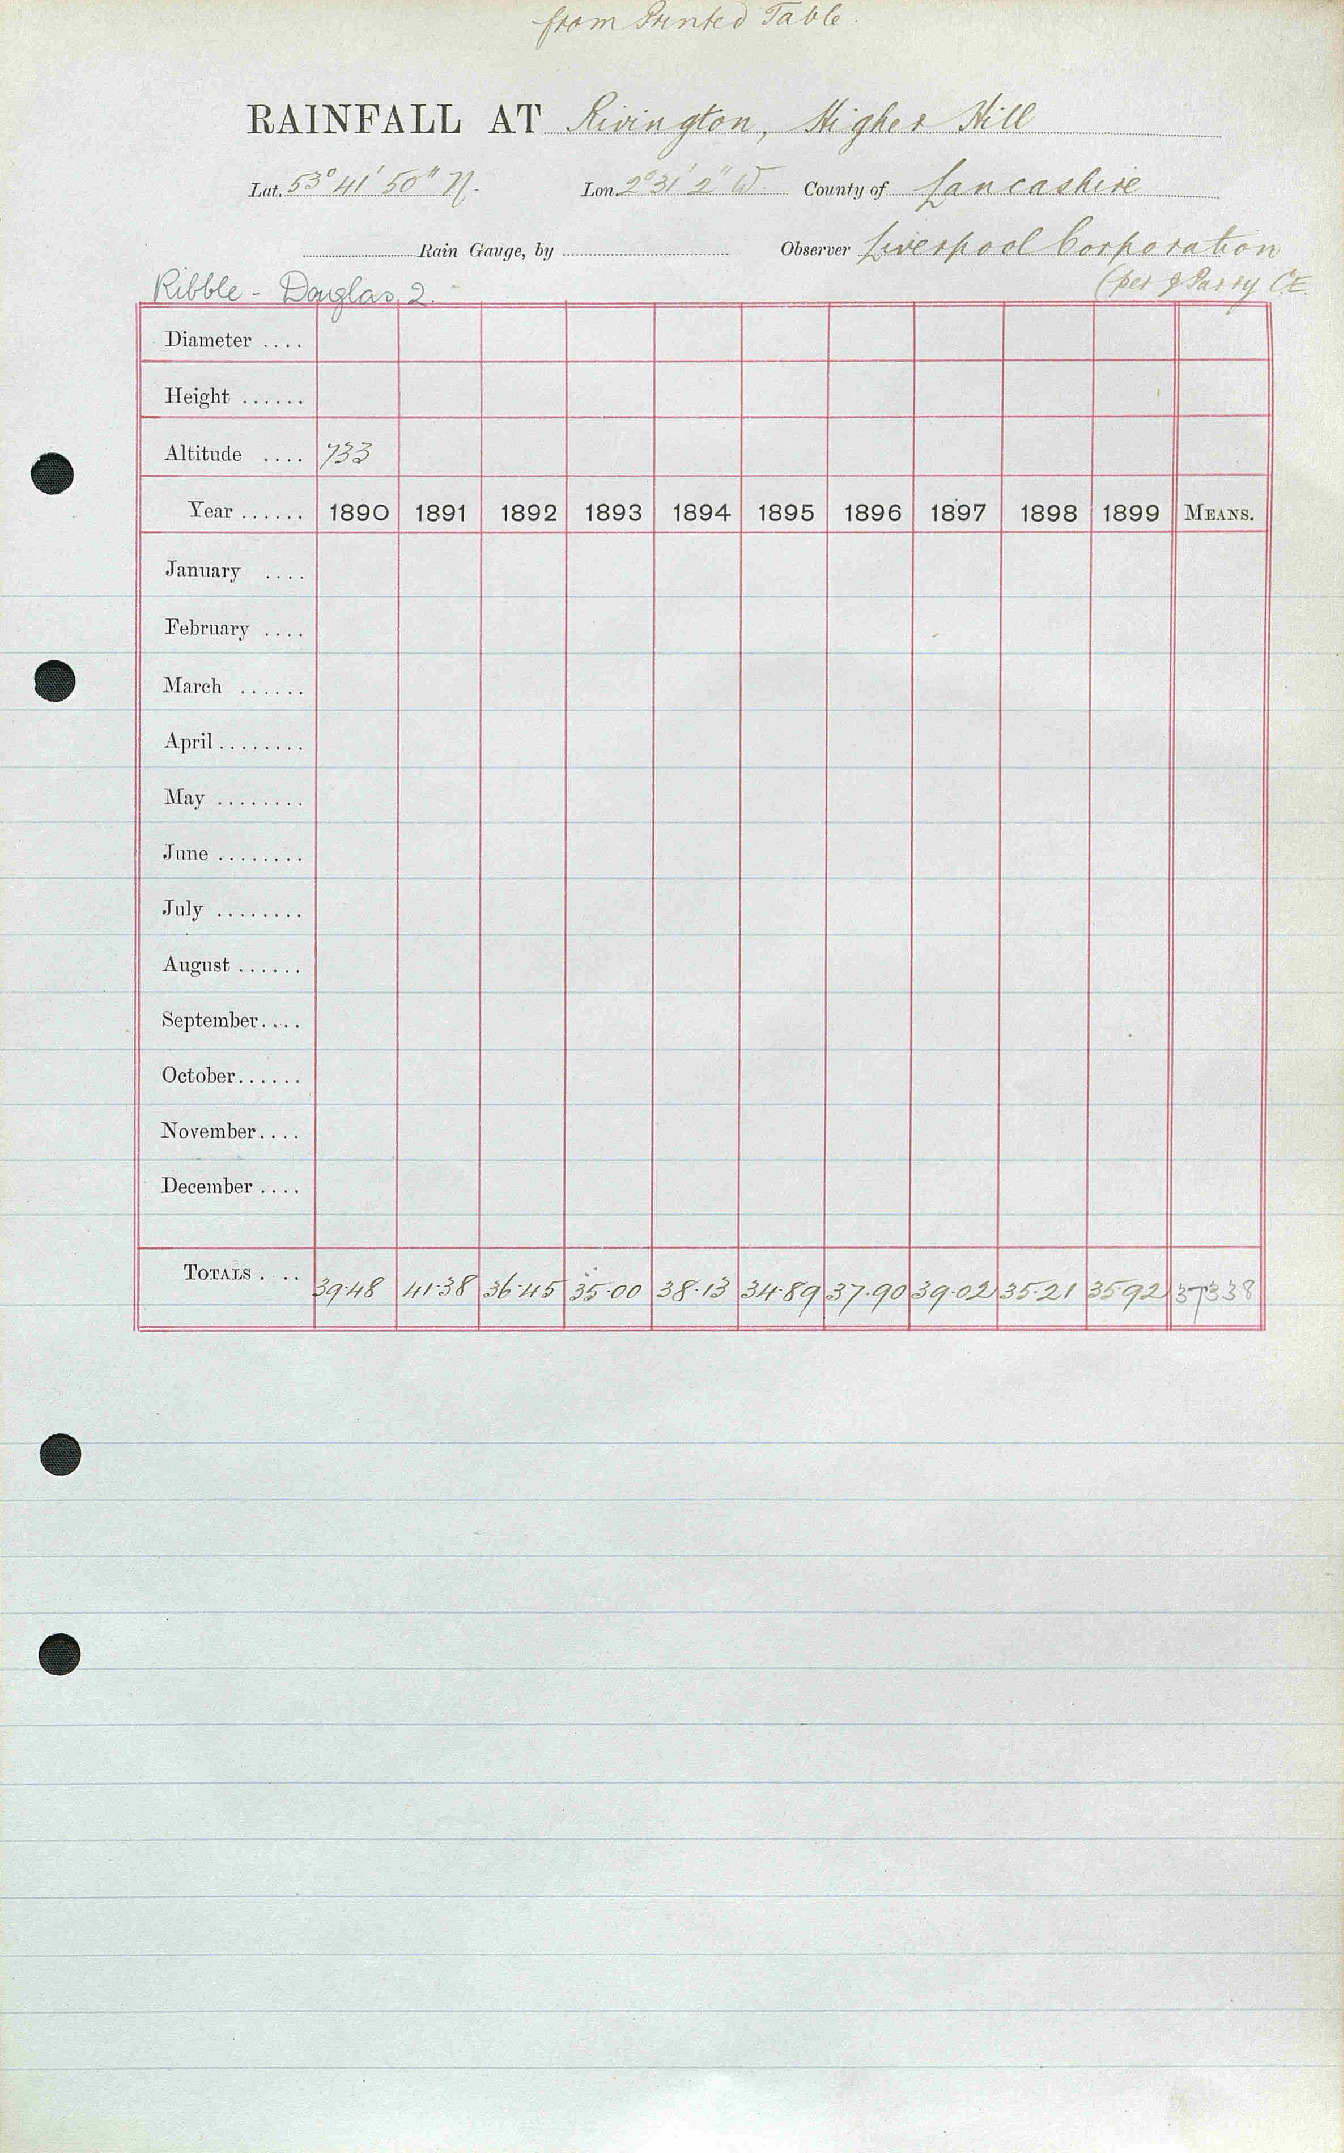 from Printed Table.
RAINFALL AT Rivington, Higher Hill
Lat. 53° 41' 50" N. Lon. 2° 31' 2" W. County of Lancashire
Rain Gauge, by Observer Liverpool Corporation
Ribble - Douglas 2. (per J Parry C.E.
Diameter ....
Height ......
Altitude .... 733
Year ...... 1890 1891 1892 1893 1894 1895 1896 1897 1898 1899 MEANS.
January ....
February ....
March ......
April ........
May ........
June ........
July ........
August ......
September....
October......
November....
December ....
TOTALS .... 39.48 41.38 36.45 35.00 38.13 34.89 37.90 39.02 35.21 35.92 37338